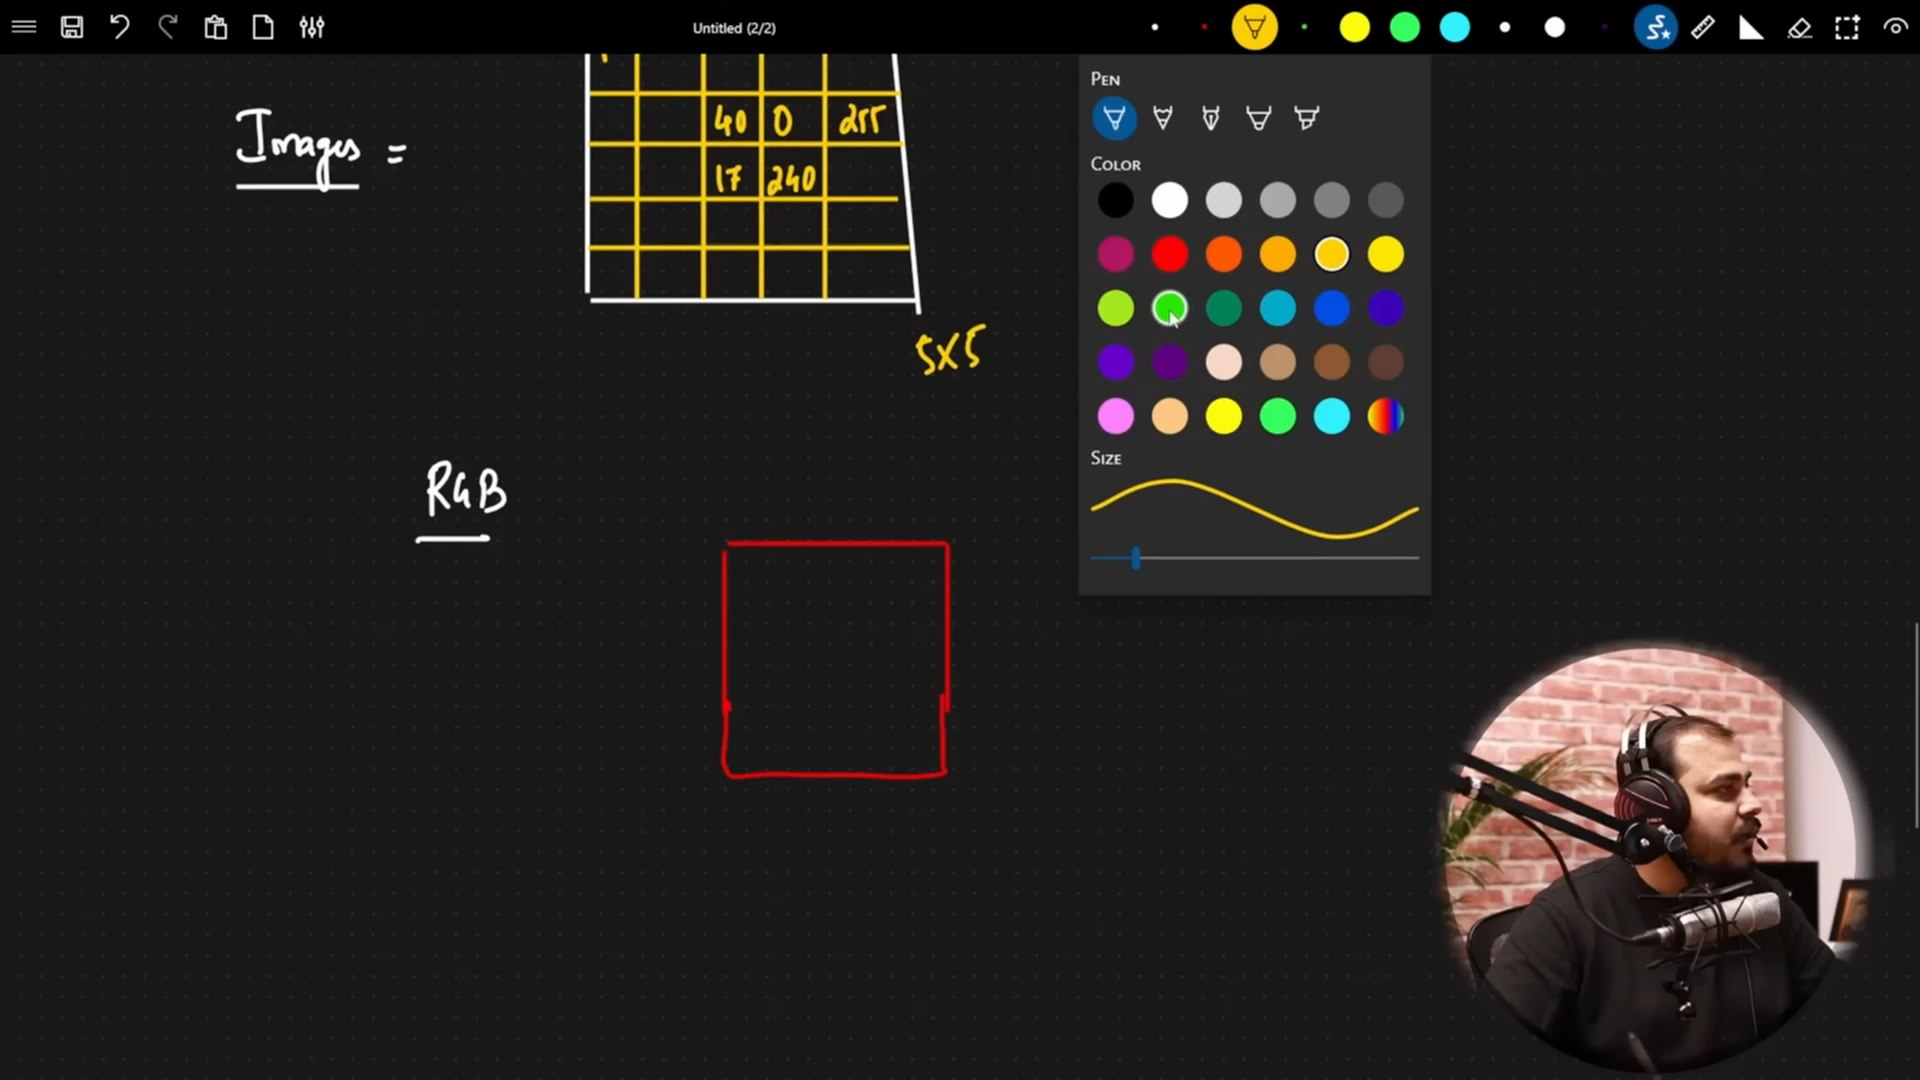 Untitled (2/2)
PEN
Images =
40 0 255
17 240
COLOR
5X5
SIZE
RGB